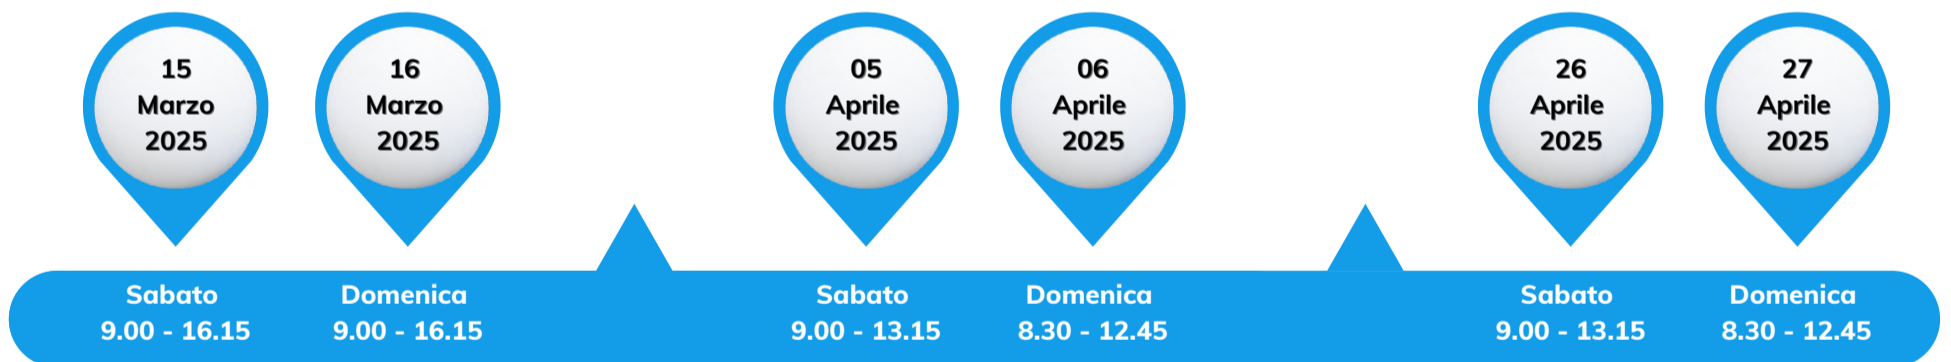 15
Marzo
2025
16
Marzo
2025
05
Aprile
2025
06
Aprile
2025
26
Aprile
2025
27
Aprile
2025
Sabato
9.00 - 16.15
Domenica
9.00 - 16.15
Sabato
9.00 - 13.15
Domenica
8.30 - 12.45
Sabato
9.00 - 13.15
Domenica
8.30 - 12.45